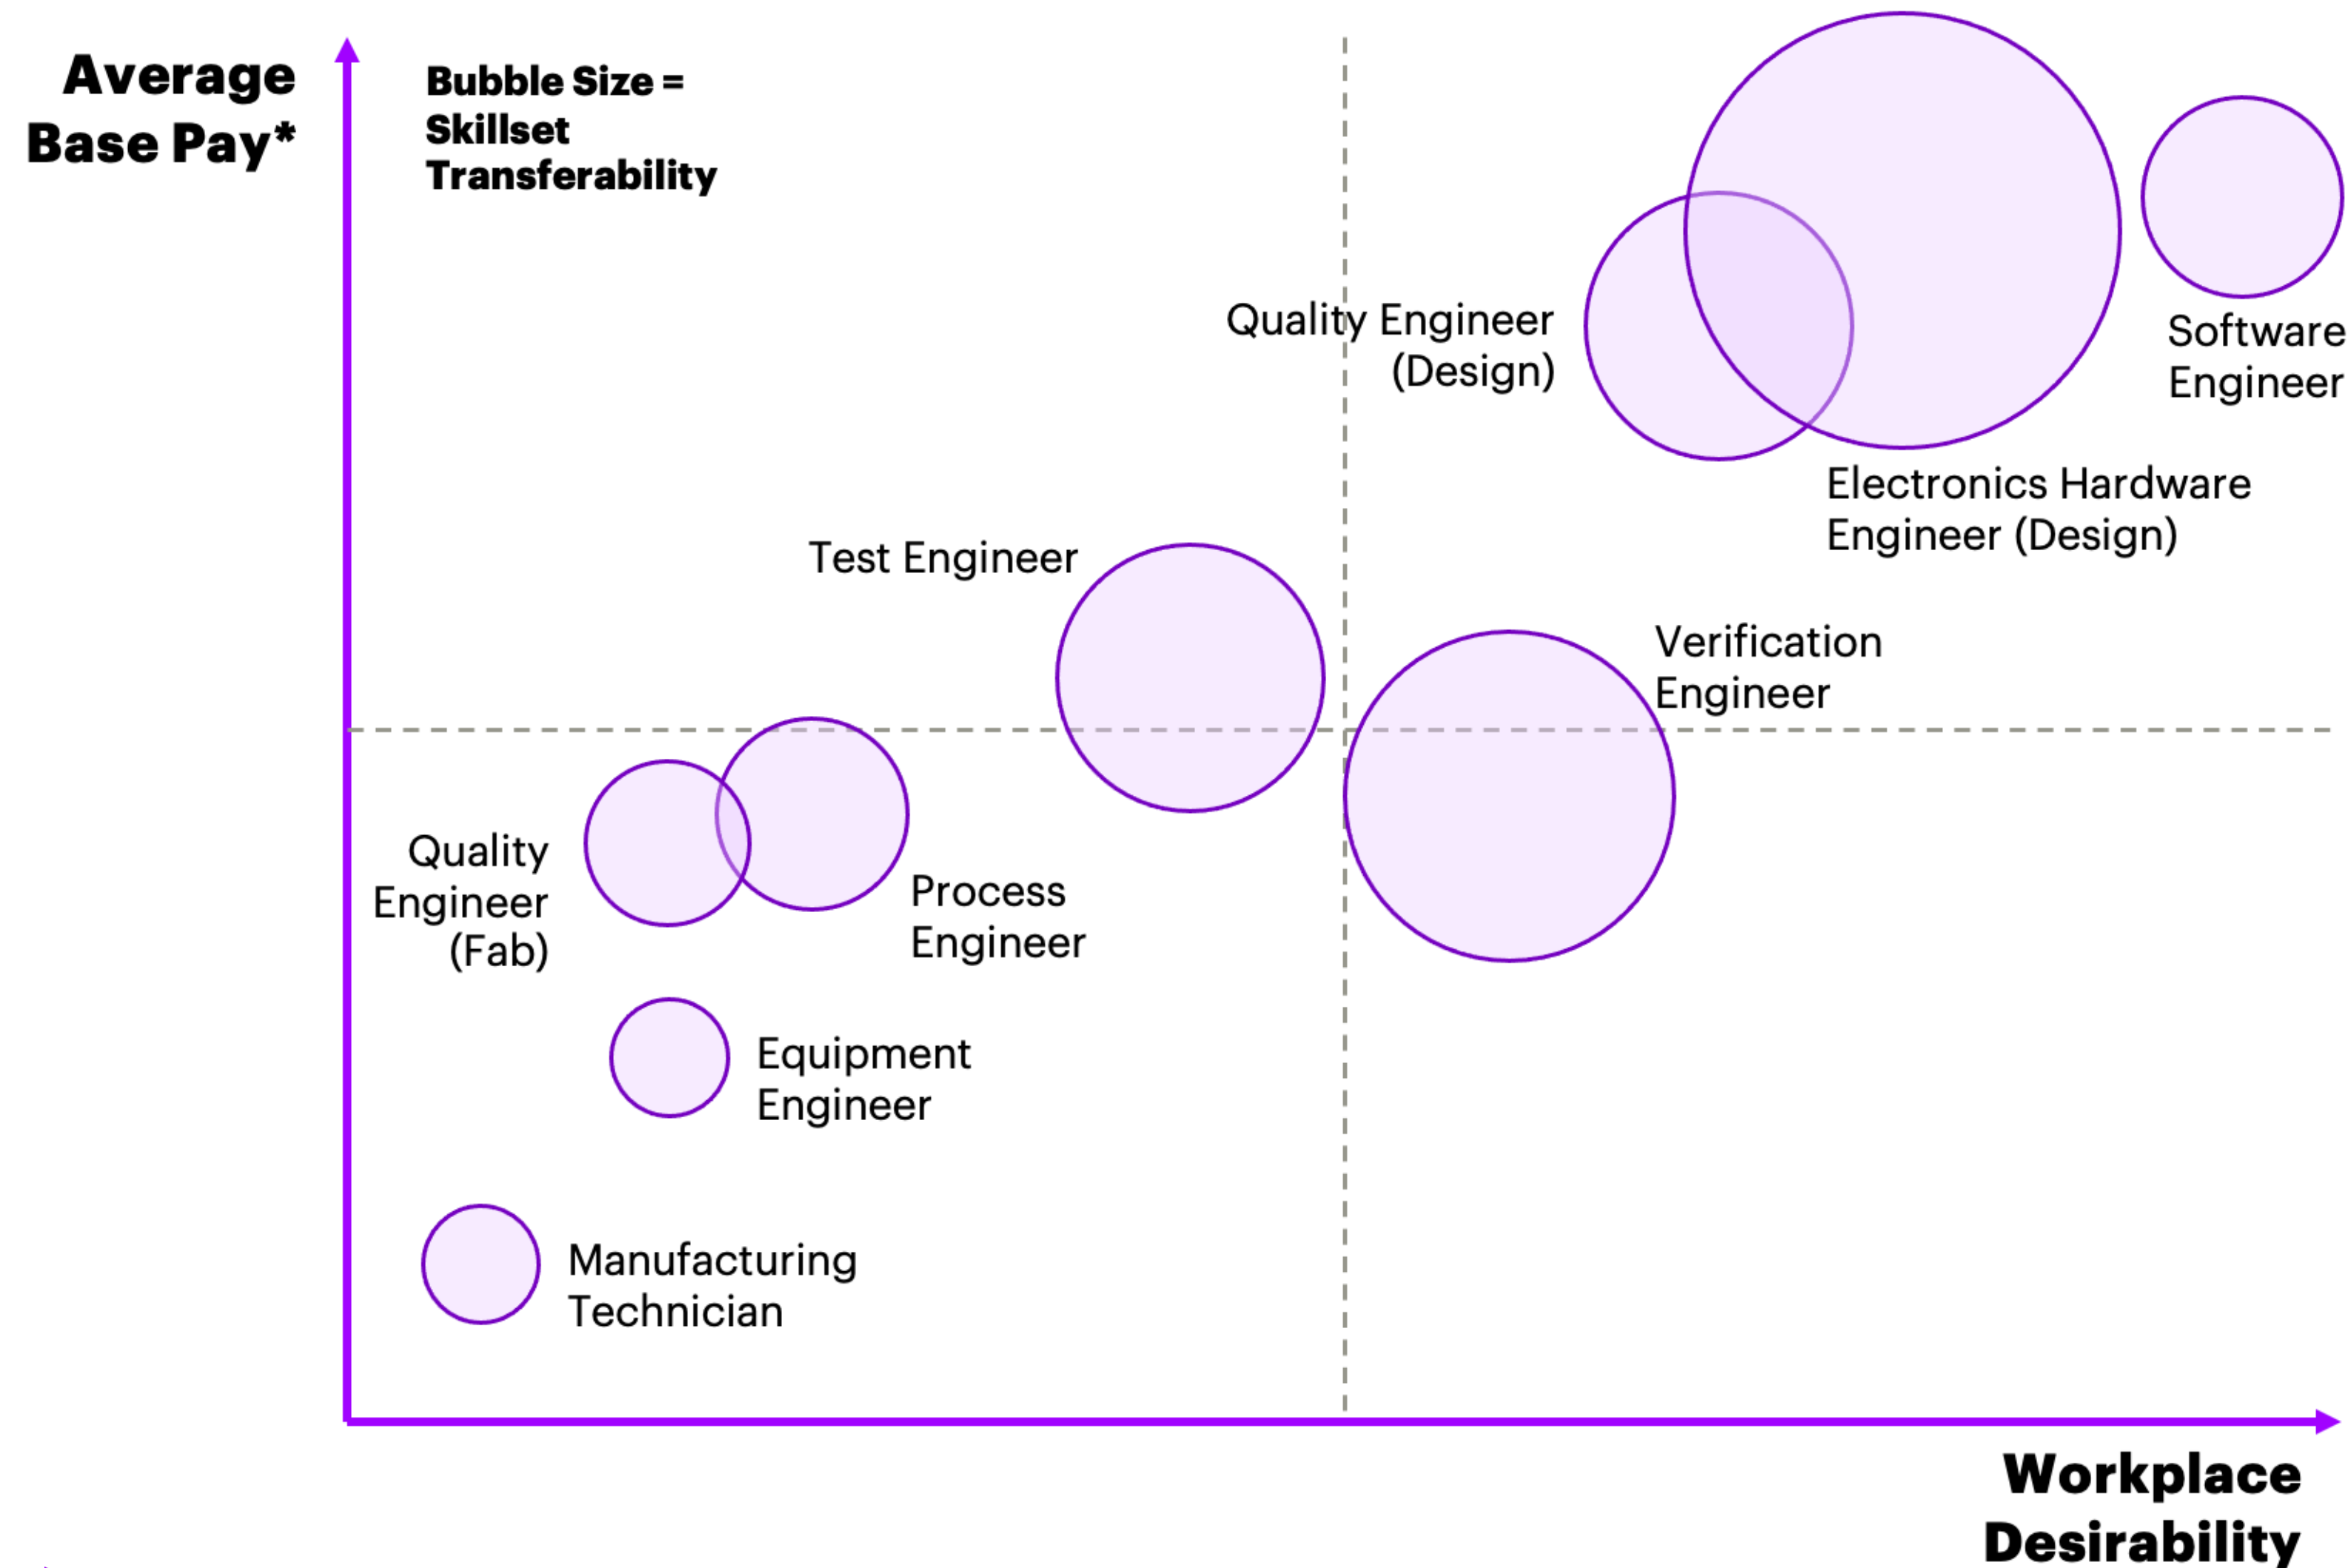 Average
Base Pay*
Bubble Size =
Skillset
Transferability
Quality Engineer
(Design)
Software
Engineer
Electronics Hardware
Engineer (Design)
Test Engineer
Verification
Engineer
Quality
Engineer
(Fab)
Process
Engineer
Equipment
Engineer
Manufacturing
Technician
Workplace
Desirability